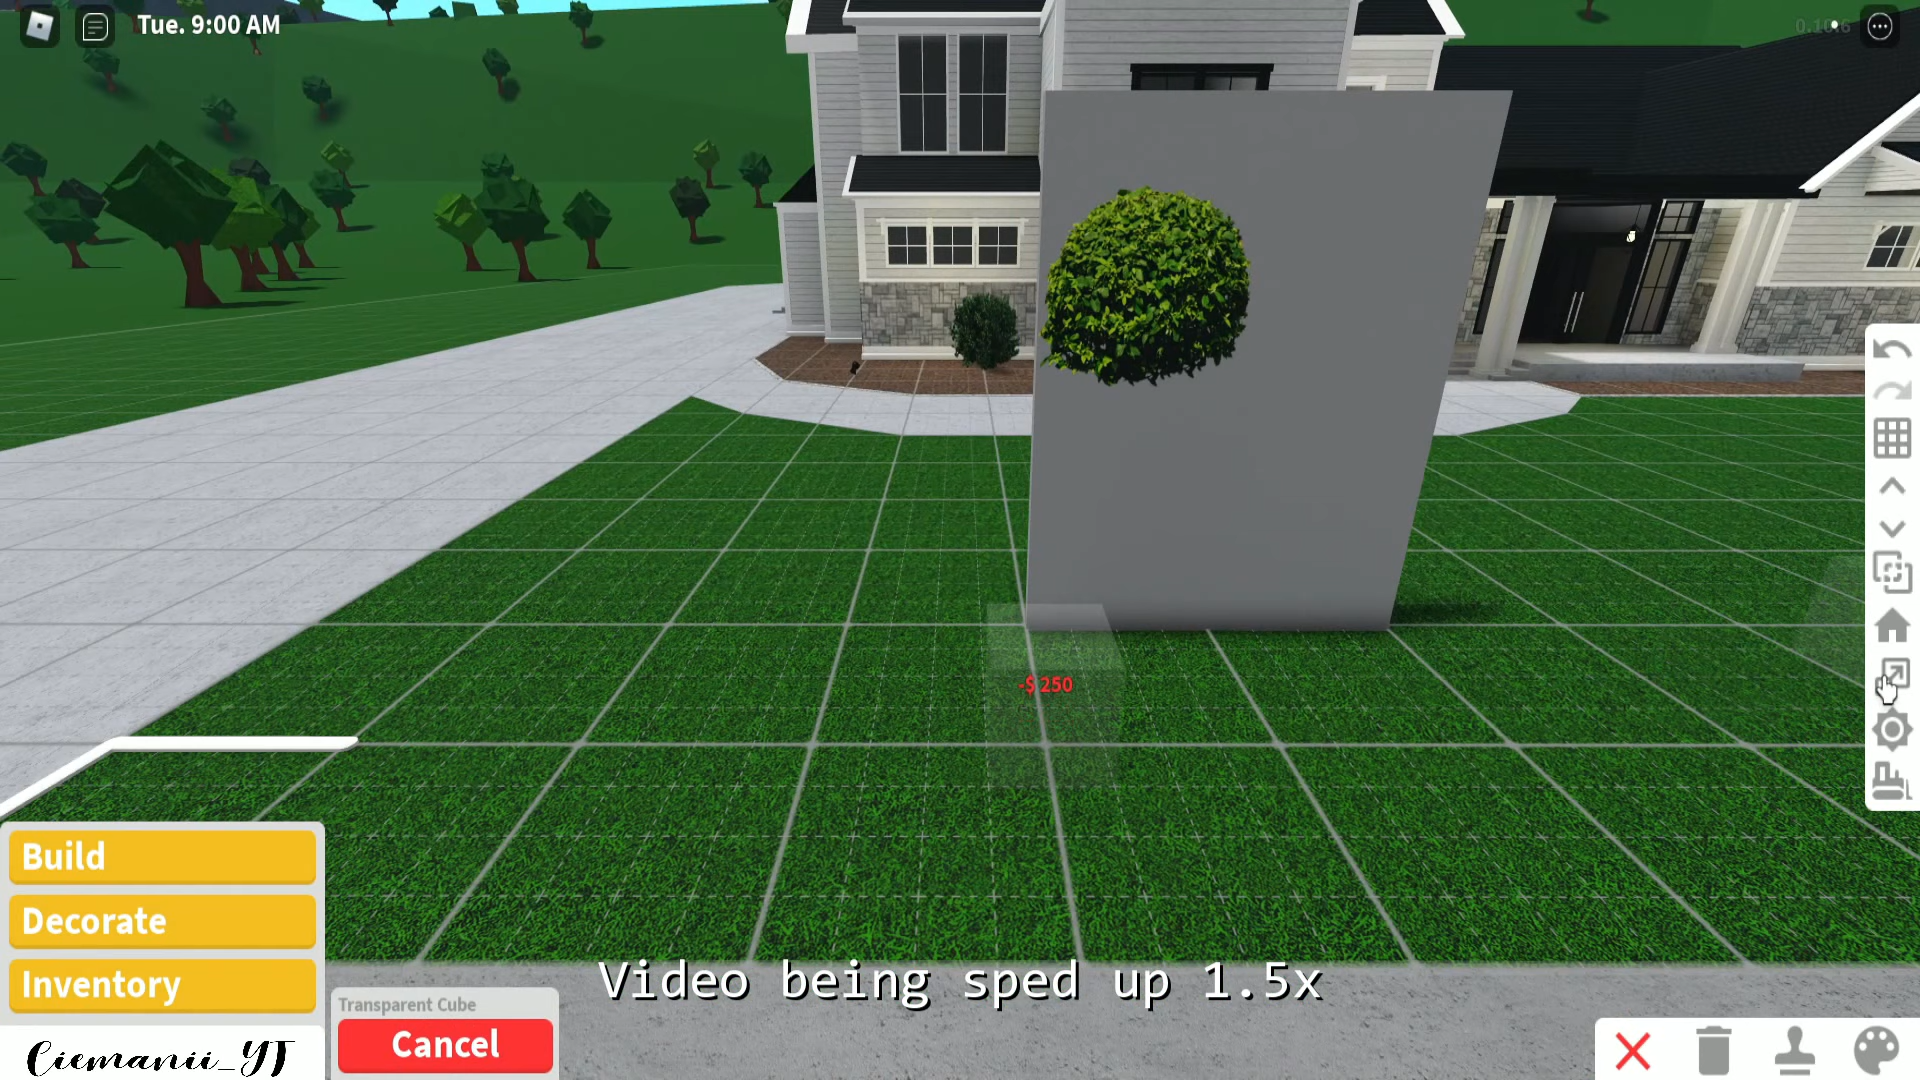 Tue. 9:00 AM
-$ 250
Build
Decorate
Inventory
Video being sped up 1.5x
Transparent Cube
Cancel
Ciemanii_YT